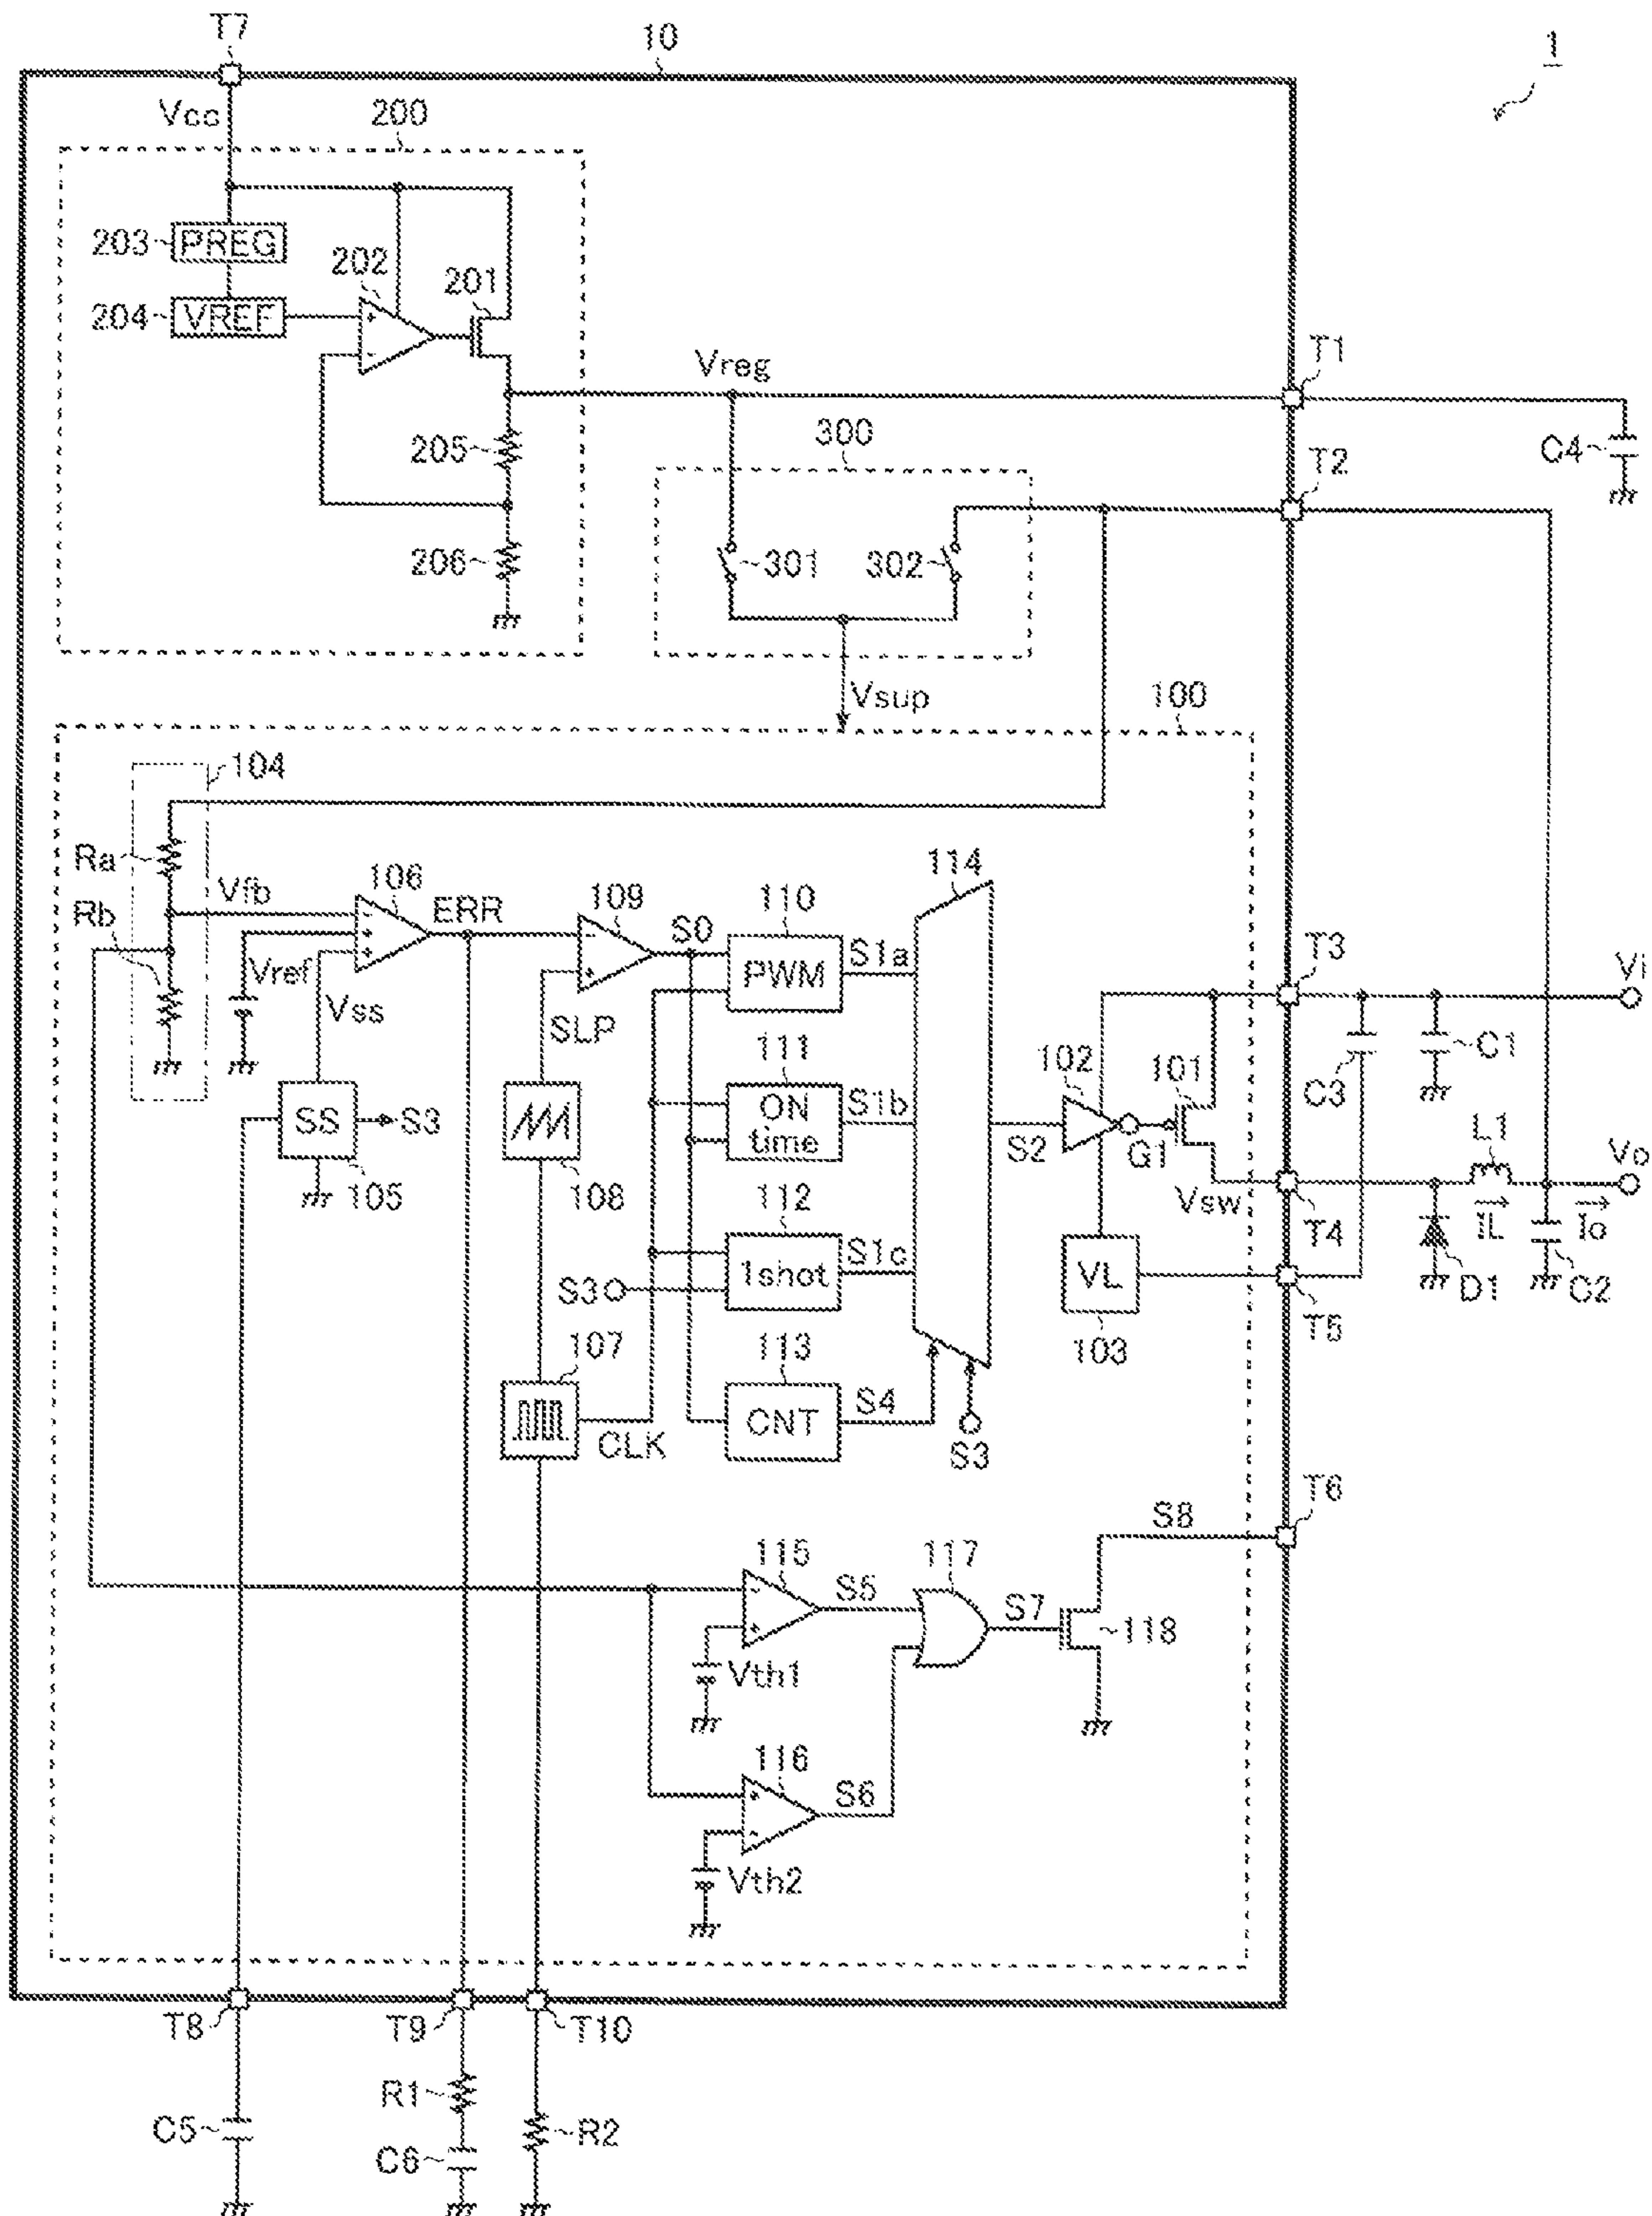 T7
10
1
Vcc
200
203
PREG
202
201
204
VREF
Vreg
T1
205
300
T2
C4
206
301
302
Vsup
100
104
Ra
Vfb
106
ERR
109
S0
110
114
Rb
PWM
S1a
T3
Vi
Vref
Vss
SLP
111
102
101
C3
C1
SS
S3
ON
time
S1b
S2
G1
L1
Vo
105
108
112
Vsw
T4
IL
Io
1shot
S1c
VL
S3
D1
C2
107
113
103
T5
CNT
S4
CLK
S3
T6
S8
115
117
S5
S7
118
Vth1
116
S6
Vth2
T8
T9
T10
R1
C5
R2
C6